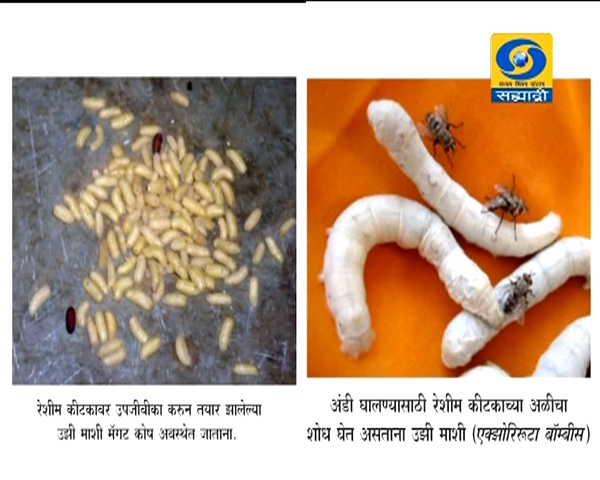 सह्याद्री
रेशीम कीटकावर उपजीवीका करुन तयार झालेल्या
उझी माशी मॅगट कोष अवस्थेत जाताना.
अंडी घालण्यासाठी रेशीम कीटकाच्या अळीचा
शोध घेत असताना उझी माशी (एक्झोरिस्टा बॉम्बीस)